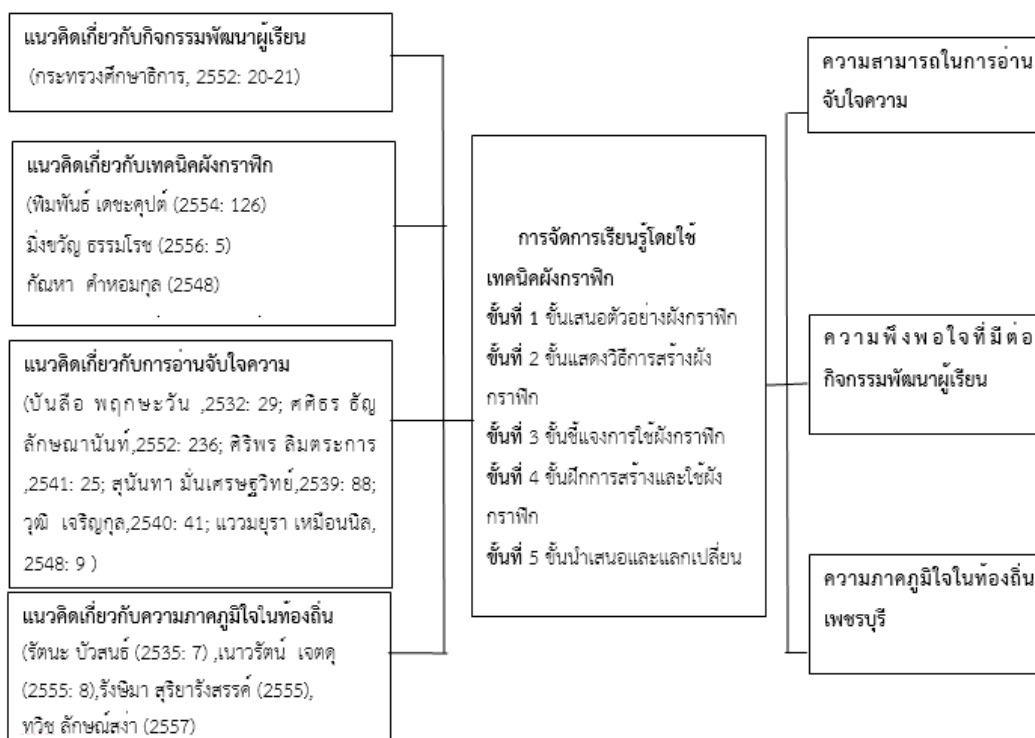 แนวคิดเกี่ยวกับกิจกรรมพัฒนาผู้เรียน
(กระทรวงศึกษาธิการ, 2552: 20-21)
แนวคิดเกี่ยวกับเทคนิคผังกราฟิก
(พิมพันธ์ เดชะคุปต์ (2554: 126)
มิ่งขวัญ ธรรมโรช (2556: 5)
กัณหา คำหอมกุล (2548)
แนวคิดเกี่ยวกับการอ่านจับใจความ
(บันลือ พฤกษะวัน ,2532: 29; ศศิธร ธัญ
ลักษณานันท์,2552: 236; ศิริพร ลิมตระการ
,2541: 25; สุนันทา มั่นเศรษฐวิทย์,2539: 88;
วุฒิ เจริญกุล,2540: 41; แววมยุรา เหมือนนิล,
2548: 9 )
แนวคิดเกี่ยวกับความภาคภูมิใจในท้องถิ่น
(รัตนะ บัวสนธ์ (2535: 7) ,เนาวรัตน์ เจตดุ
(2555: 8),รังษิมา สุริยารังสรรค์ (2555),
ทวิช ลักษณ์สง่า (2557)
การจัดการเรียนรู้โดยใช้
เทคนิคผังกราฟิก
ขั้นที่ 1 ขั้นเสนอตัวอย่างผังกราฟิก
ขั้นที่ 2 ขั้นแสดงวิธีการสร้างผัง
กราฟิก
ขั้นที่ 3 ขั้นชี้แจงการใช้ผังกราฟิก
ขั้นที่ 4 ขั้นฝึกการสร้างและใช้ผัง
กราฟิก
ขั้นที่ 5 ขั้นนำเสนอและแลกเปลี่ยน
ความสามารถในการอ่าน
จับใจความ
ความพึงพอใจที่มีต่อ
กิจกรรมพัฒนาผู้เรียน
ความภาคภูมิใจในท้องถิ่น
เพชรบุรี